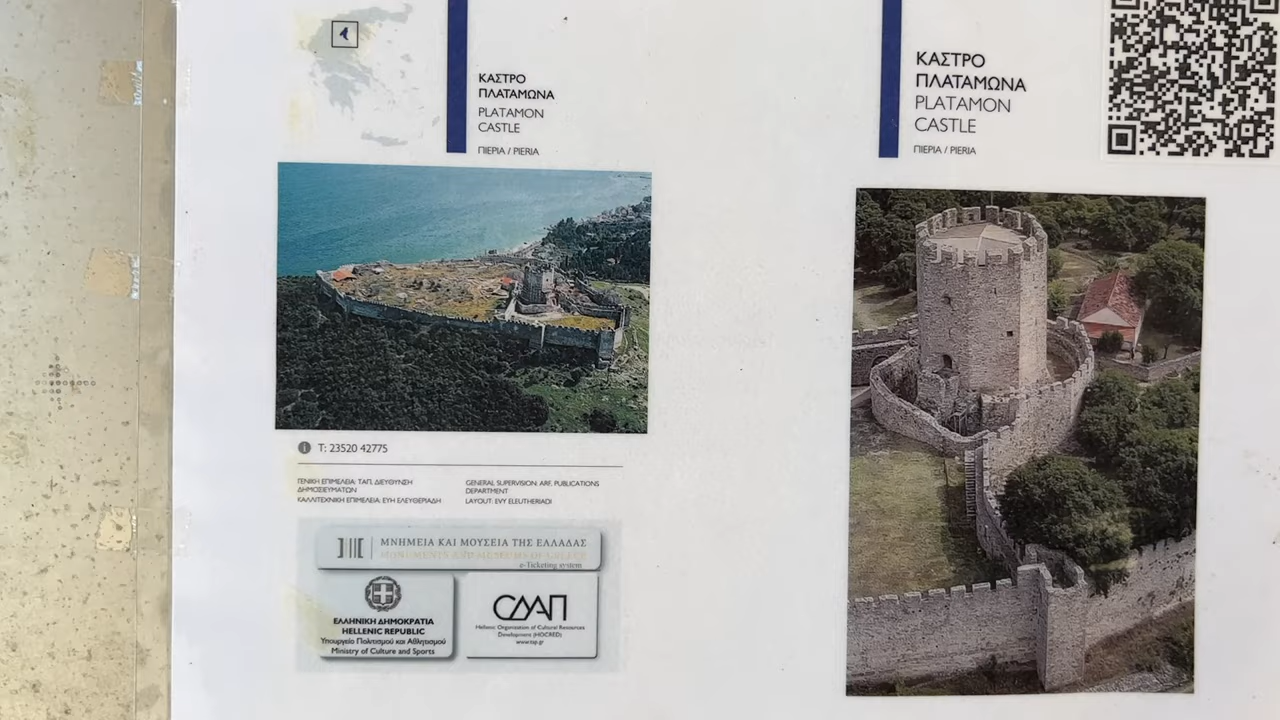 ΚΑΣΤΡΟ
ΠΛΑΤΑΜΩΝΑ
PLATAMON
CASTLE
ΠΙΕΡΙΑ / PIERIA
Τ: 23520 42775
ΓΕΝΙΚΗ ΕΠΙΜΕΛΕΙΑ: ΤΑΠ, ΔΙΕΥΘΥΝΣΗ
ΔΗΜΟΣΙΕΥΜΑΤΩΝ
ΚΑΛΛΙΤΕΧΝΙΚΗ ΕΠΙΜΕΛΕΙΑ: ΕΥΗ ΕΛΕΥΘΕΡΙΑΔΗ
GENERAL SUPERVISION: ARF, PUBLICATIONS
DEPARTMENT
LAYOUT: EVY ELEUTHERIADI
ΜΝΗΜΕΙΑ ΚΑΙ ΜΟΥΣΕΙΑ ΤΗΣ ΕΛΛΑΔΑΣ
MONUMENTS AND MUSEUMS OF GREECE
e-Ticketing system
ΕΛΛΗΝΙΚΗ ΔΗΜΟΚΡΑΤΙΑ
HELLENIC REPUBLIC
Υπουργείο Πολιτισμού και Αθλητισμού
Ministry of Culture and Sports
ΟΔΑΠ
Hellenic Organization of Cultural Resources
Development (HOCRED)
www.tap.gr
ΚΑΣΤΡΟ
ΠΛΑΤΑΜΩΝΑ
PLATAMON
CASTLE
ΠΙΕΡΙΑ / PIERIA